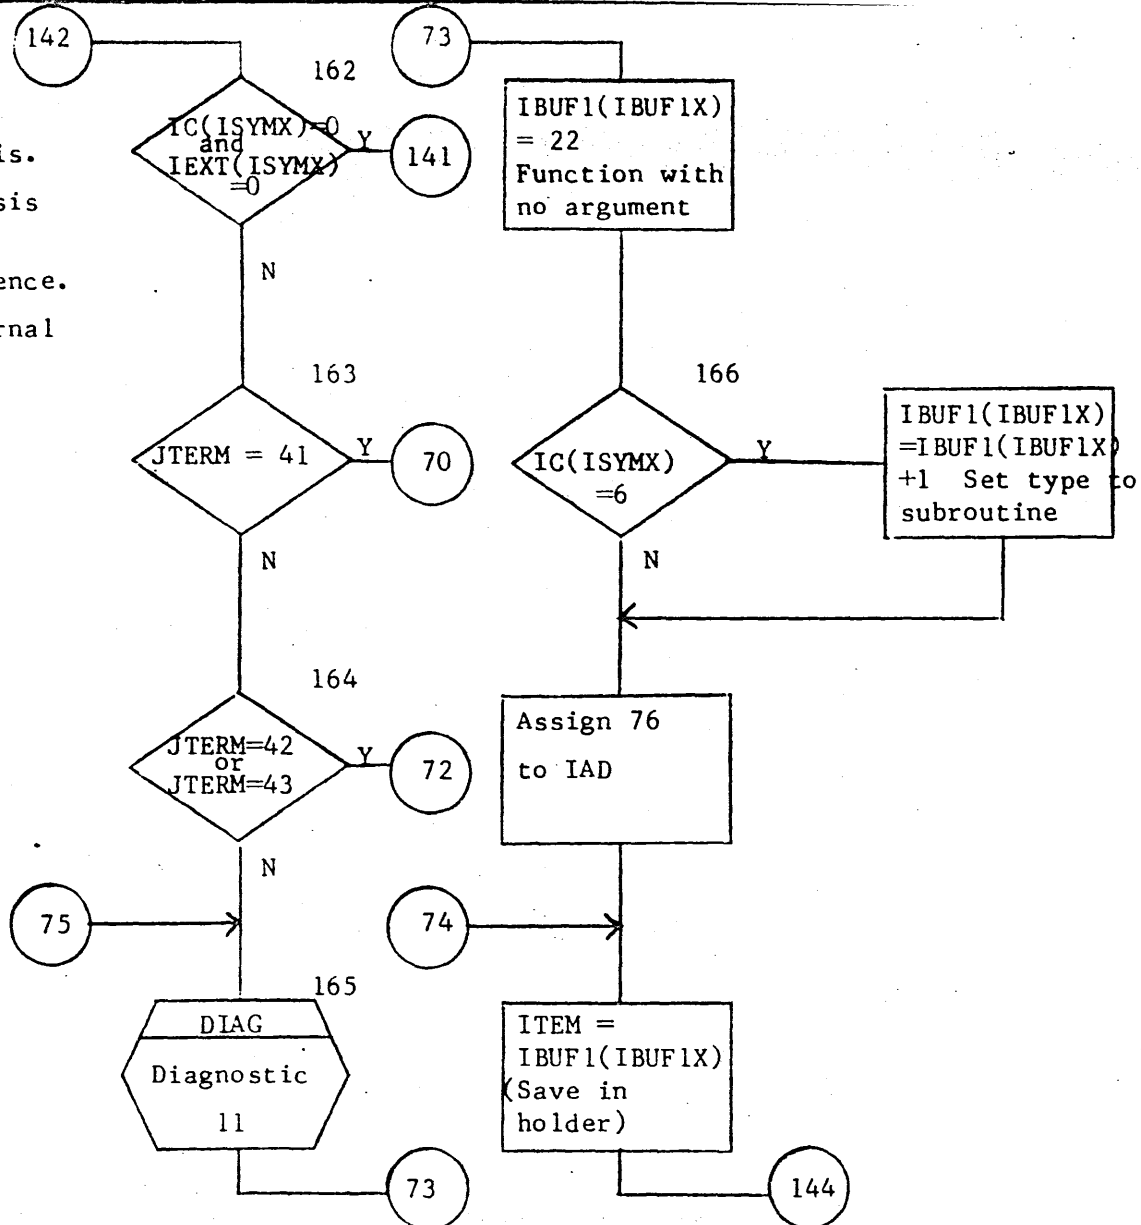 is.
sis
ence.
rnal
142
162
IC(ISYMX)=0
and
IEXT(ISYMX)
=0
Y
141
N
163
JTERM = 41
Y
70
N
164
JTERM=42
or
JTERM=43
Y
72
N
75
165
DIAG
Diagnostic
11
73
73
IBUF1(IBUF1X)
= 22
Function with
no argument
166
IC(ISYMX)
=6
Y
IBUF1(IBUF1X)
=IBUF1(IBUF1X)
+1 Set type to
subroutine
N
Assign 76
to IAD
74
ITEM =
IBUF1(IBUF1X)
(Save in
holder)
144